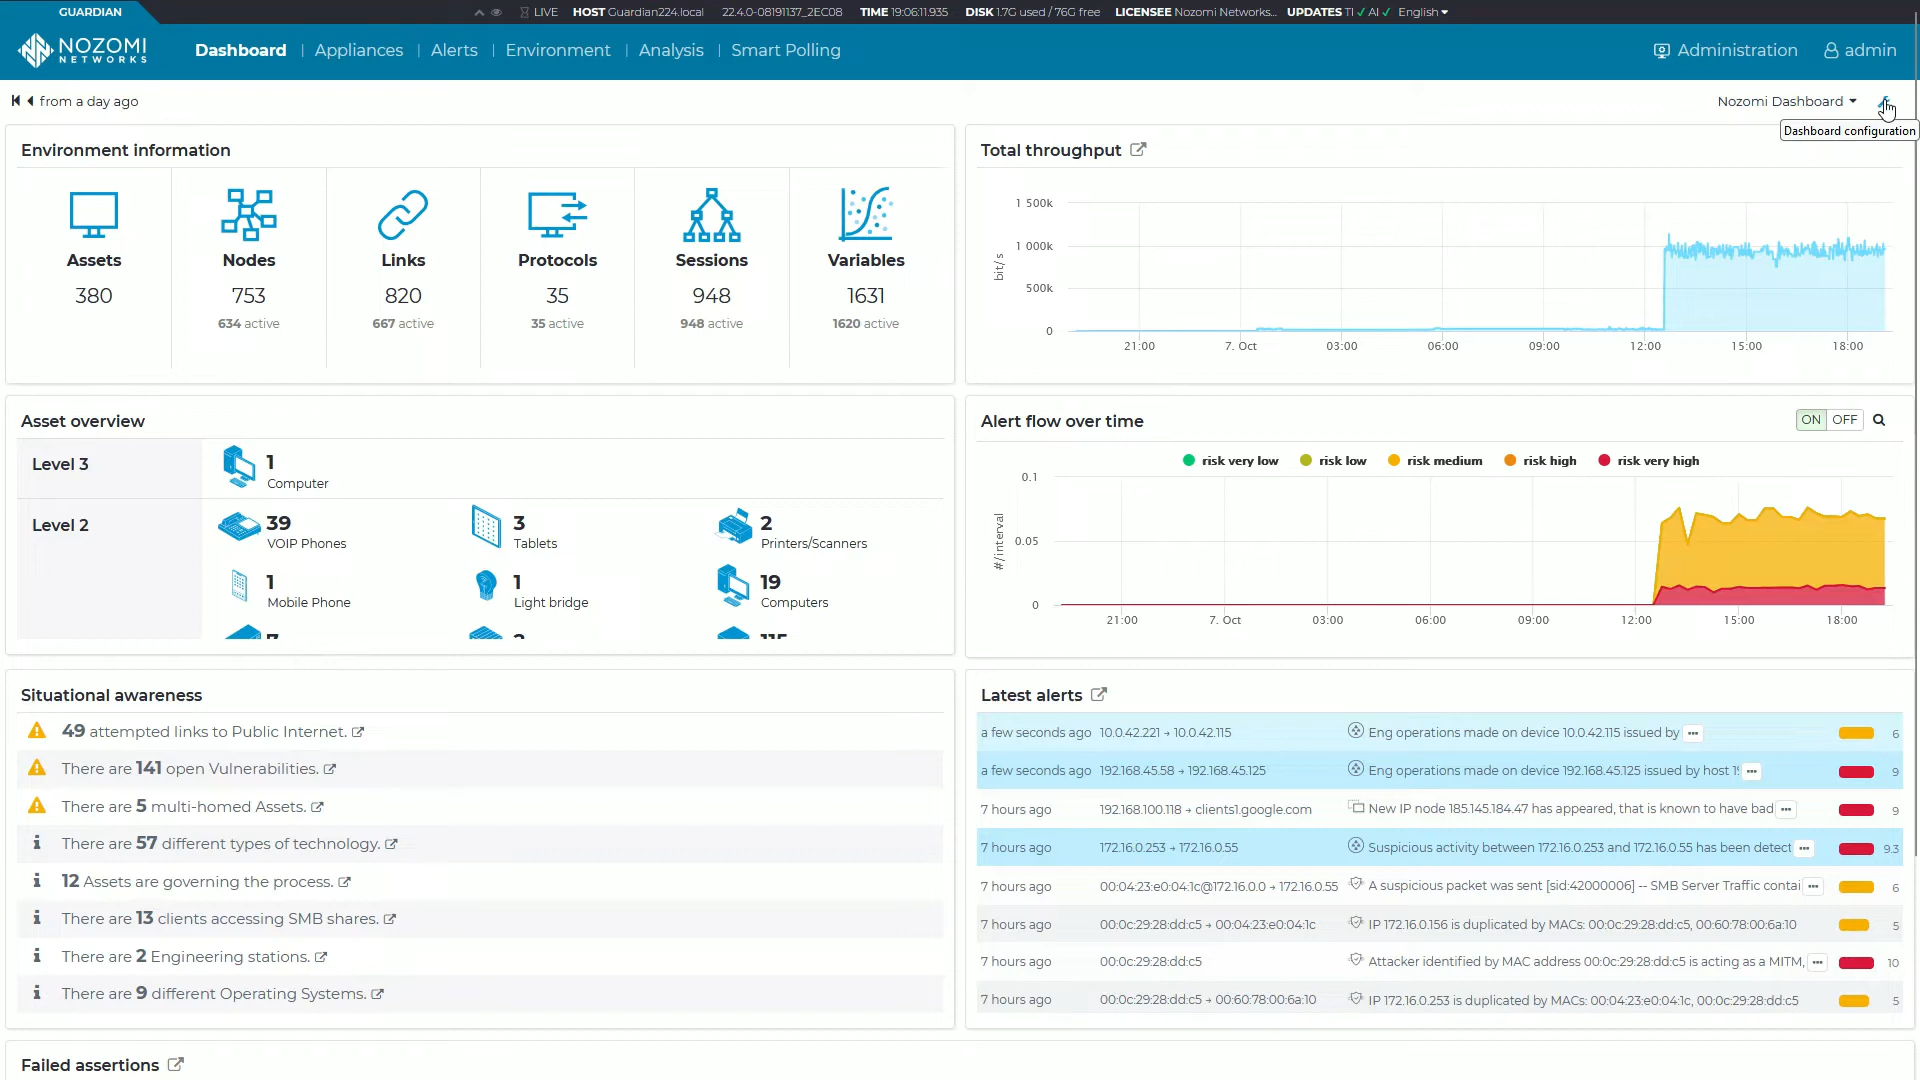 GUARDIAN
LIVE HOST Guardian224.local 22.4.0-08191137_2EC08 TIME 19:06:11.935 DISK 1.7G used / 76G free LICENSEE Nozomi Networks... UPDATES TI ✓ AI ✓ English
NOZOMI NETWORKS
Dashboard | Appliances | Alerts | Environment | Analysis | Smart Polling
Administration admin
from a day ago
Nozomi Dashboard
Dashboard configuration
Environment information
Assets Nodes Links Protocols Sessions Variables
380 753 820 35 948 1631
634 active 667 active 35 active 948 active 1620 active
Total throughput
bit/s
1 500k
1 000k
500k
0
21:00 7. Oct 03:00 06:00 09:00 12:00 15:00 18:00
Asset overview
Level 3
1
Computer
Level 2
39 3 2
VOIP Phones Tablets Printers/Scanners
1 1 19
Mobile Phone Light bridge Computers
7 2 115
Alert flow over time
ON OFF
risk very low risk low risk medium risk high risk very high
#/interval
0.1
0.05
0
21:00 7. Oct 03:00 06:00 09:00 12:00 15:00 18:00
Situational awareness
49 attempted links to Public Internet.
There are 141 open Vulnerabilities.
There are 5 multi-homed Assets.
There are 57 different types of technology.
12 Assets are governing the process.
There are 13 clients accessing SMB shares.
There are 2 Engineering stations.
There are 9 different Operating Systems.
Latest alerts
a few seconds ago 10.0.42.221 → 10.0.42.115 Eng operations made on device 10.0.42.115 issued by ... 6
a few seconds ago 192.168.45.58 → 192.168.45.125 Eng operations made on device 192.168.45.125 issued by host 1 ... 9
7 hours ago 192.168.100.118 → clients1.google.com New IP node 185.145.184.47 has appeared, that is known to have bad ... 9
7 hours ago 172.16.0.253 → 172.16.0.55 Suspicious activity between 172.16.0.253 and 172.16.0.55 has been detect ... 9.3
7 hours ago 00:04:23:e0:04:1c@172.16.0.0 → 172.16.0.55 A suspicious packet was sent [sid:42000006] -- SMB Server Traffic contai ... 6
7 hours ago 00:0c:29:28:dd:c5 → 00:04:23:e0:04:1c IP 172.16.0.156 is duplicated by MACs: 00:0c:29:28:dd:c5, 00:60:78:00:6a:10 5
7 hours ago 00:0c:29:28:dd:c5 Attacker identified by MAC address 00:0c:29:28:dd:c5 is acting as a MITM, ... 10
7 hours ago 00:0c:29:28:dd:c5 → 00:60:78:00:6a:10 IP 172.16.0.253 is duplicated by MACs: 00:04:23:e0:04:1c, 00:0c:29:28:dd:c5 5
Failed assertions